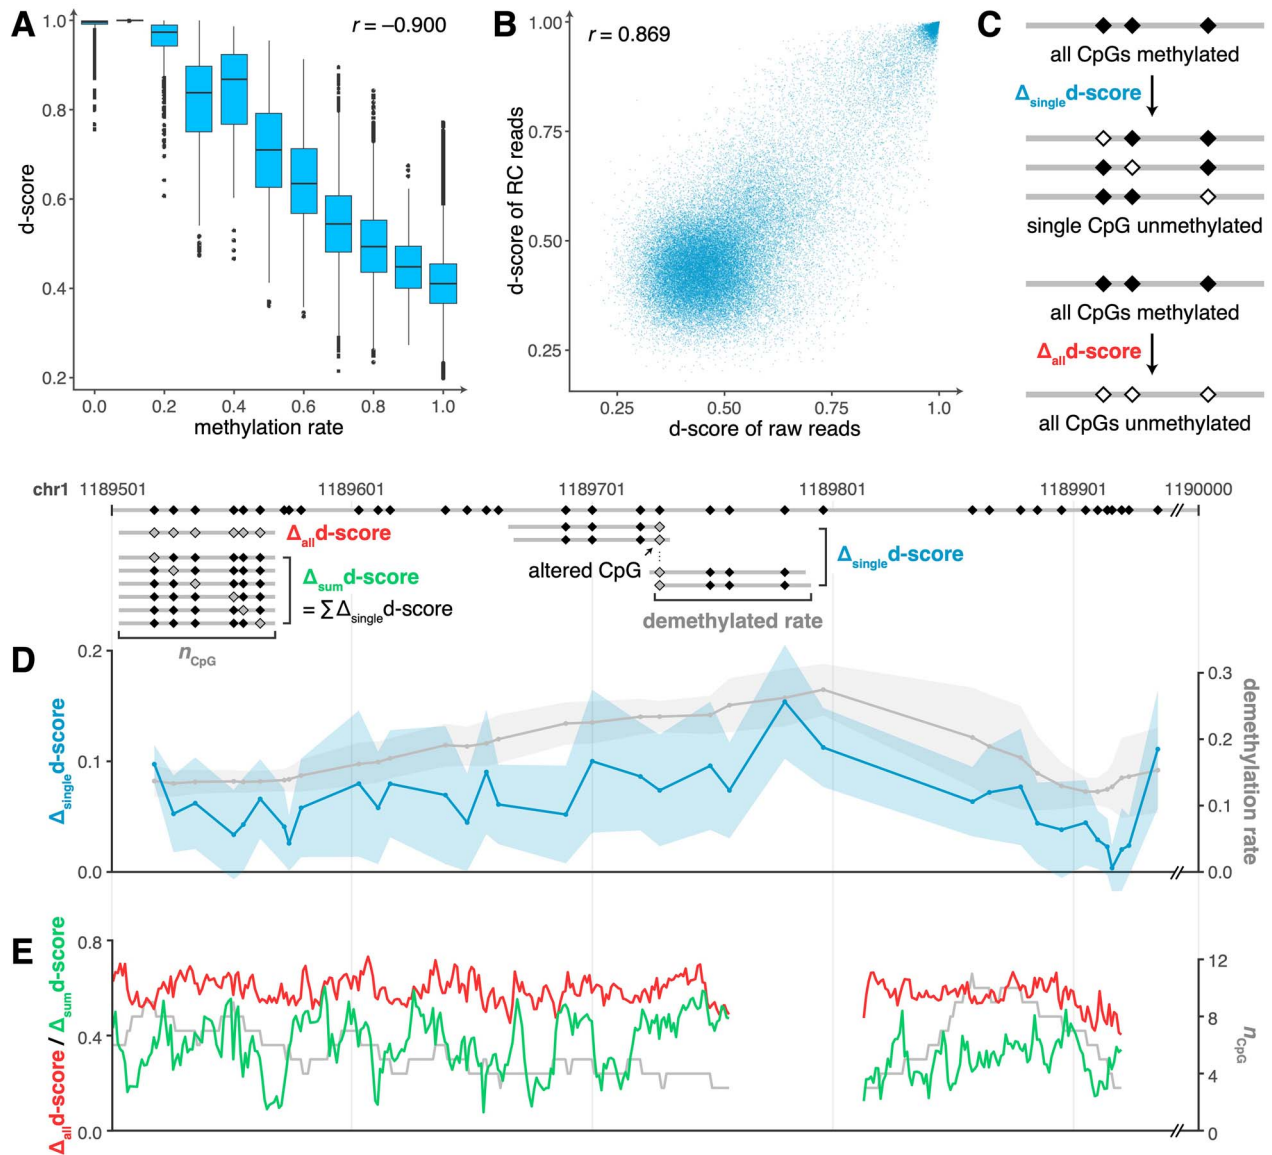 A
r = –0.900
d-score
1.0
0.8
0.6
0.4
0.2
0.0 0.2 0.4 0.6 0.8 1.0
methylation rate
B
r = 0.869
d-score of RC reads
1.00
0.75
0.50
0.25
0.25 0.50 0.75 1.0
d-score of raw reads
C
all CpGs methylated
Δsingled-score
single CpG unmethylated
all CpGs methylated
Δalld-score
all CpGs unmethylated
chr1 1189501 1189601 1189701 1189801 1189901 1190000
Δalld-score
Δsumd-score
= ∑Δsingled-score
nCpG
altered CpG
Δsingled-score
demethylated rate
D
Δsingled-score
0.2
0.1
0.0
0.3
0.2
0.1
0.0
demethylation rate
E
Δalld-score / Δsumd-score
0.8
0.4
0.0
12
8
4
0
nCpG